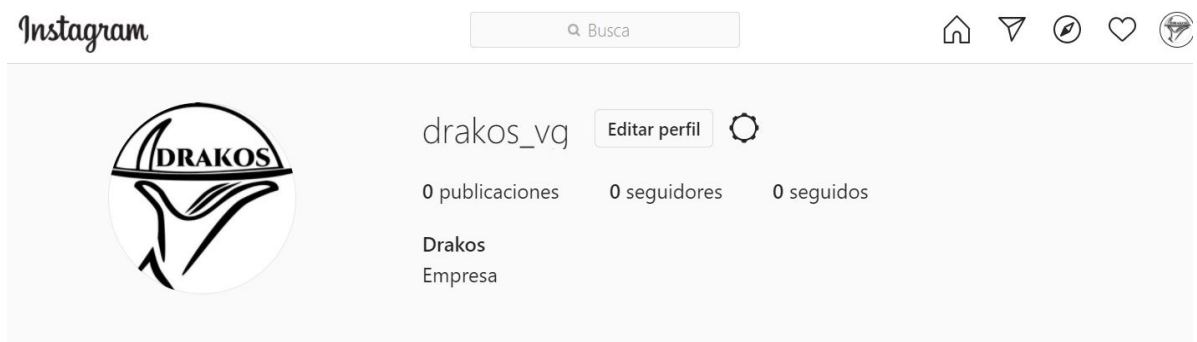 Instagram
Busca
DRAKOS
drakos_vg
Editar perfil
0 publicaciones 0 seguidores 0 seguidos
Drakos
Empresa